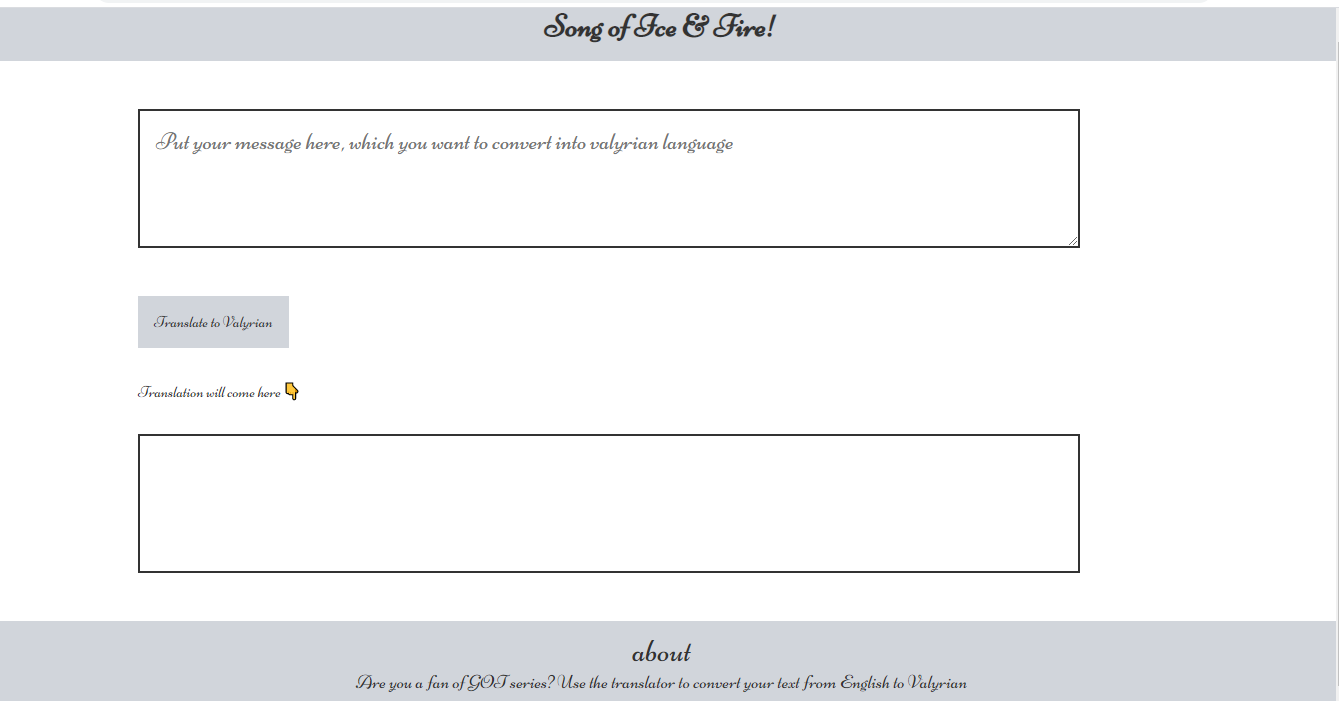 Song of Ice & Fire!
Put your message here, which you want to convert into valyrian language
Translate to Valyrian
Translation will come here 👇
about
Are you a fan of GOT series? Use the translator to convert your text from English to Valyrian